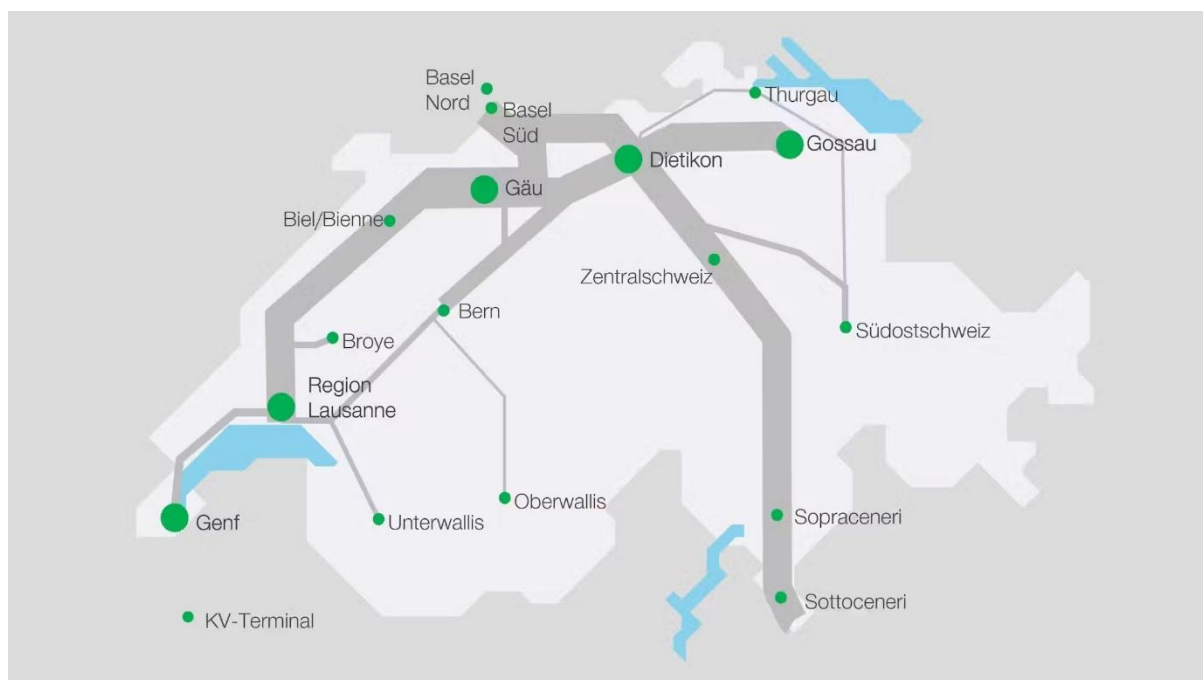 Basel
Nord
Basel
Süd
Thurgau
Gossau
Dietikon
Gäu
Biel/Bienne
Zentralschweiz
Bern
Südostschweiz
Broye
Region
Lausanne
Oberwallis
Sopraceneri
Genf
Unterwallis
Sottoceneri
KV-Terminal